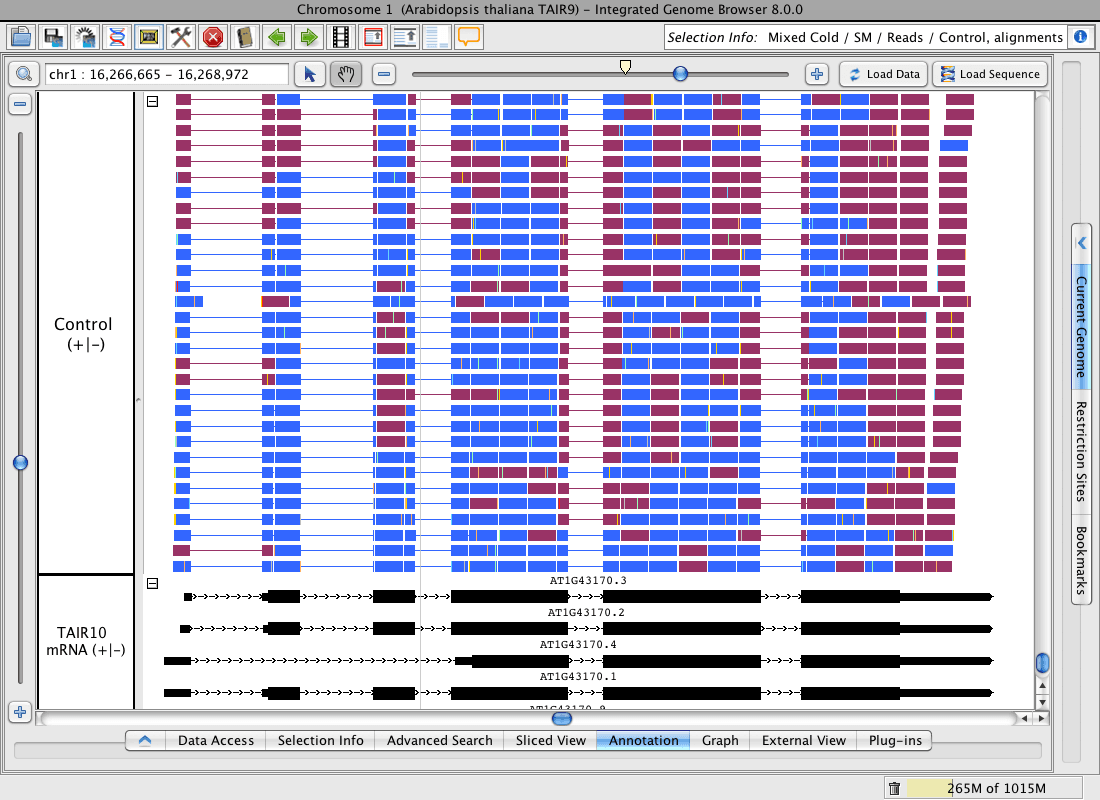 Chromosome 1  (Arabidopsis thaliana TAIR9) – Integrated Genome Browser 8.0.0
Selection Info:  Mixed Cold / SM / Reads / Control, alignments
chr1 : 16,266,665 – 16,268,972
Load Data
Load Sequence
Control
(+|–)
Current Genome
Restriction Sites
Bookmarks
AT1G43170.3
AT1G43170.2
TAIR10
mRNA (+|–)
AT1G43170.4
AT1G43170.1
Data Access
Selection Info
Advanced Search
Sliced View
Annotation
Graph
External View
Plug-ins
265M of 1015M